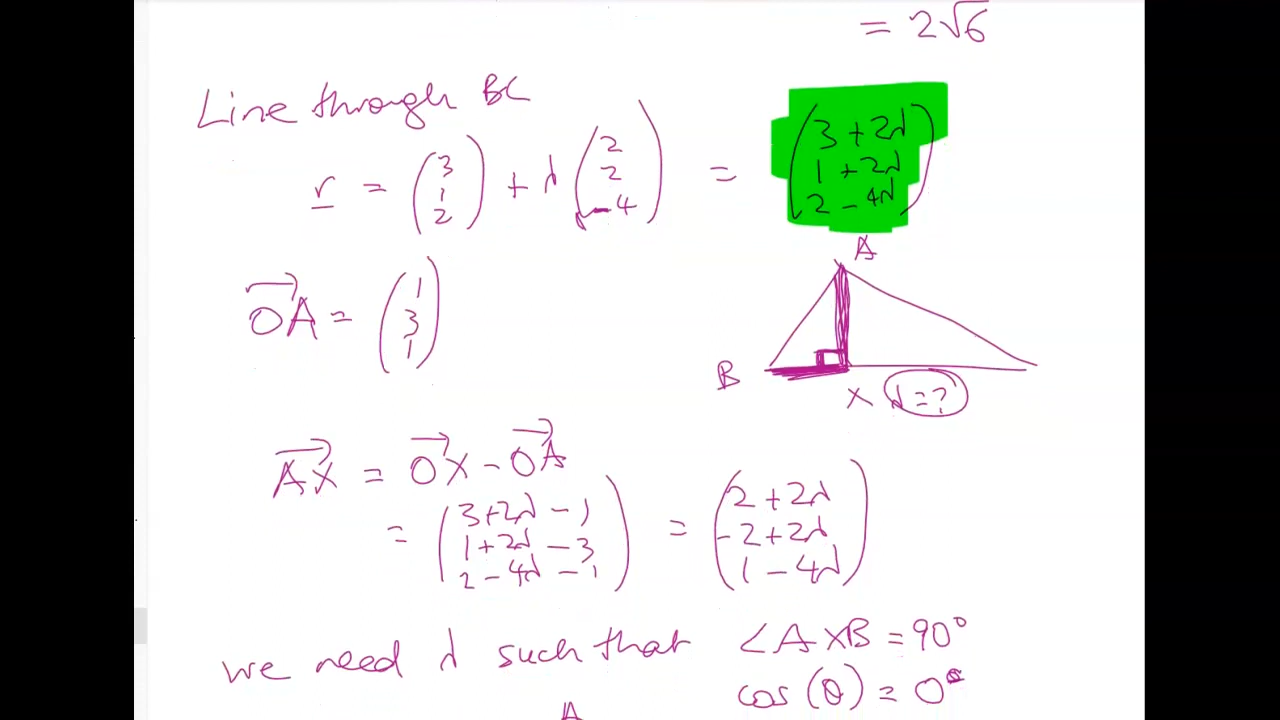 = 2√6
Line through BC
r = (3 1 2) + λ (2 2 -4) = (3 + 2λ 1 + 2λ 2 - 4λ)
A
OA = (1 3 1)
B
X λ = ?
AX = OX - OA
= (3+2λ - 1 1+2λ - 3 2 - 4λ - 1) = (2 + 2λ -2 + 2λ 1 - 4λ)
we need λ such that ∠AXB = 90°
cos (θ) = 0
A